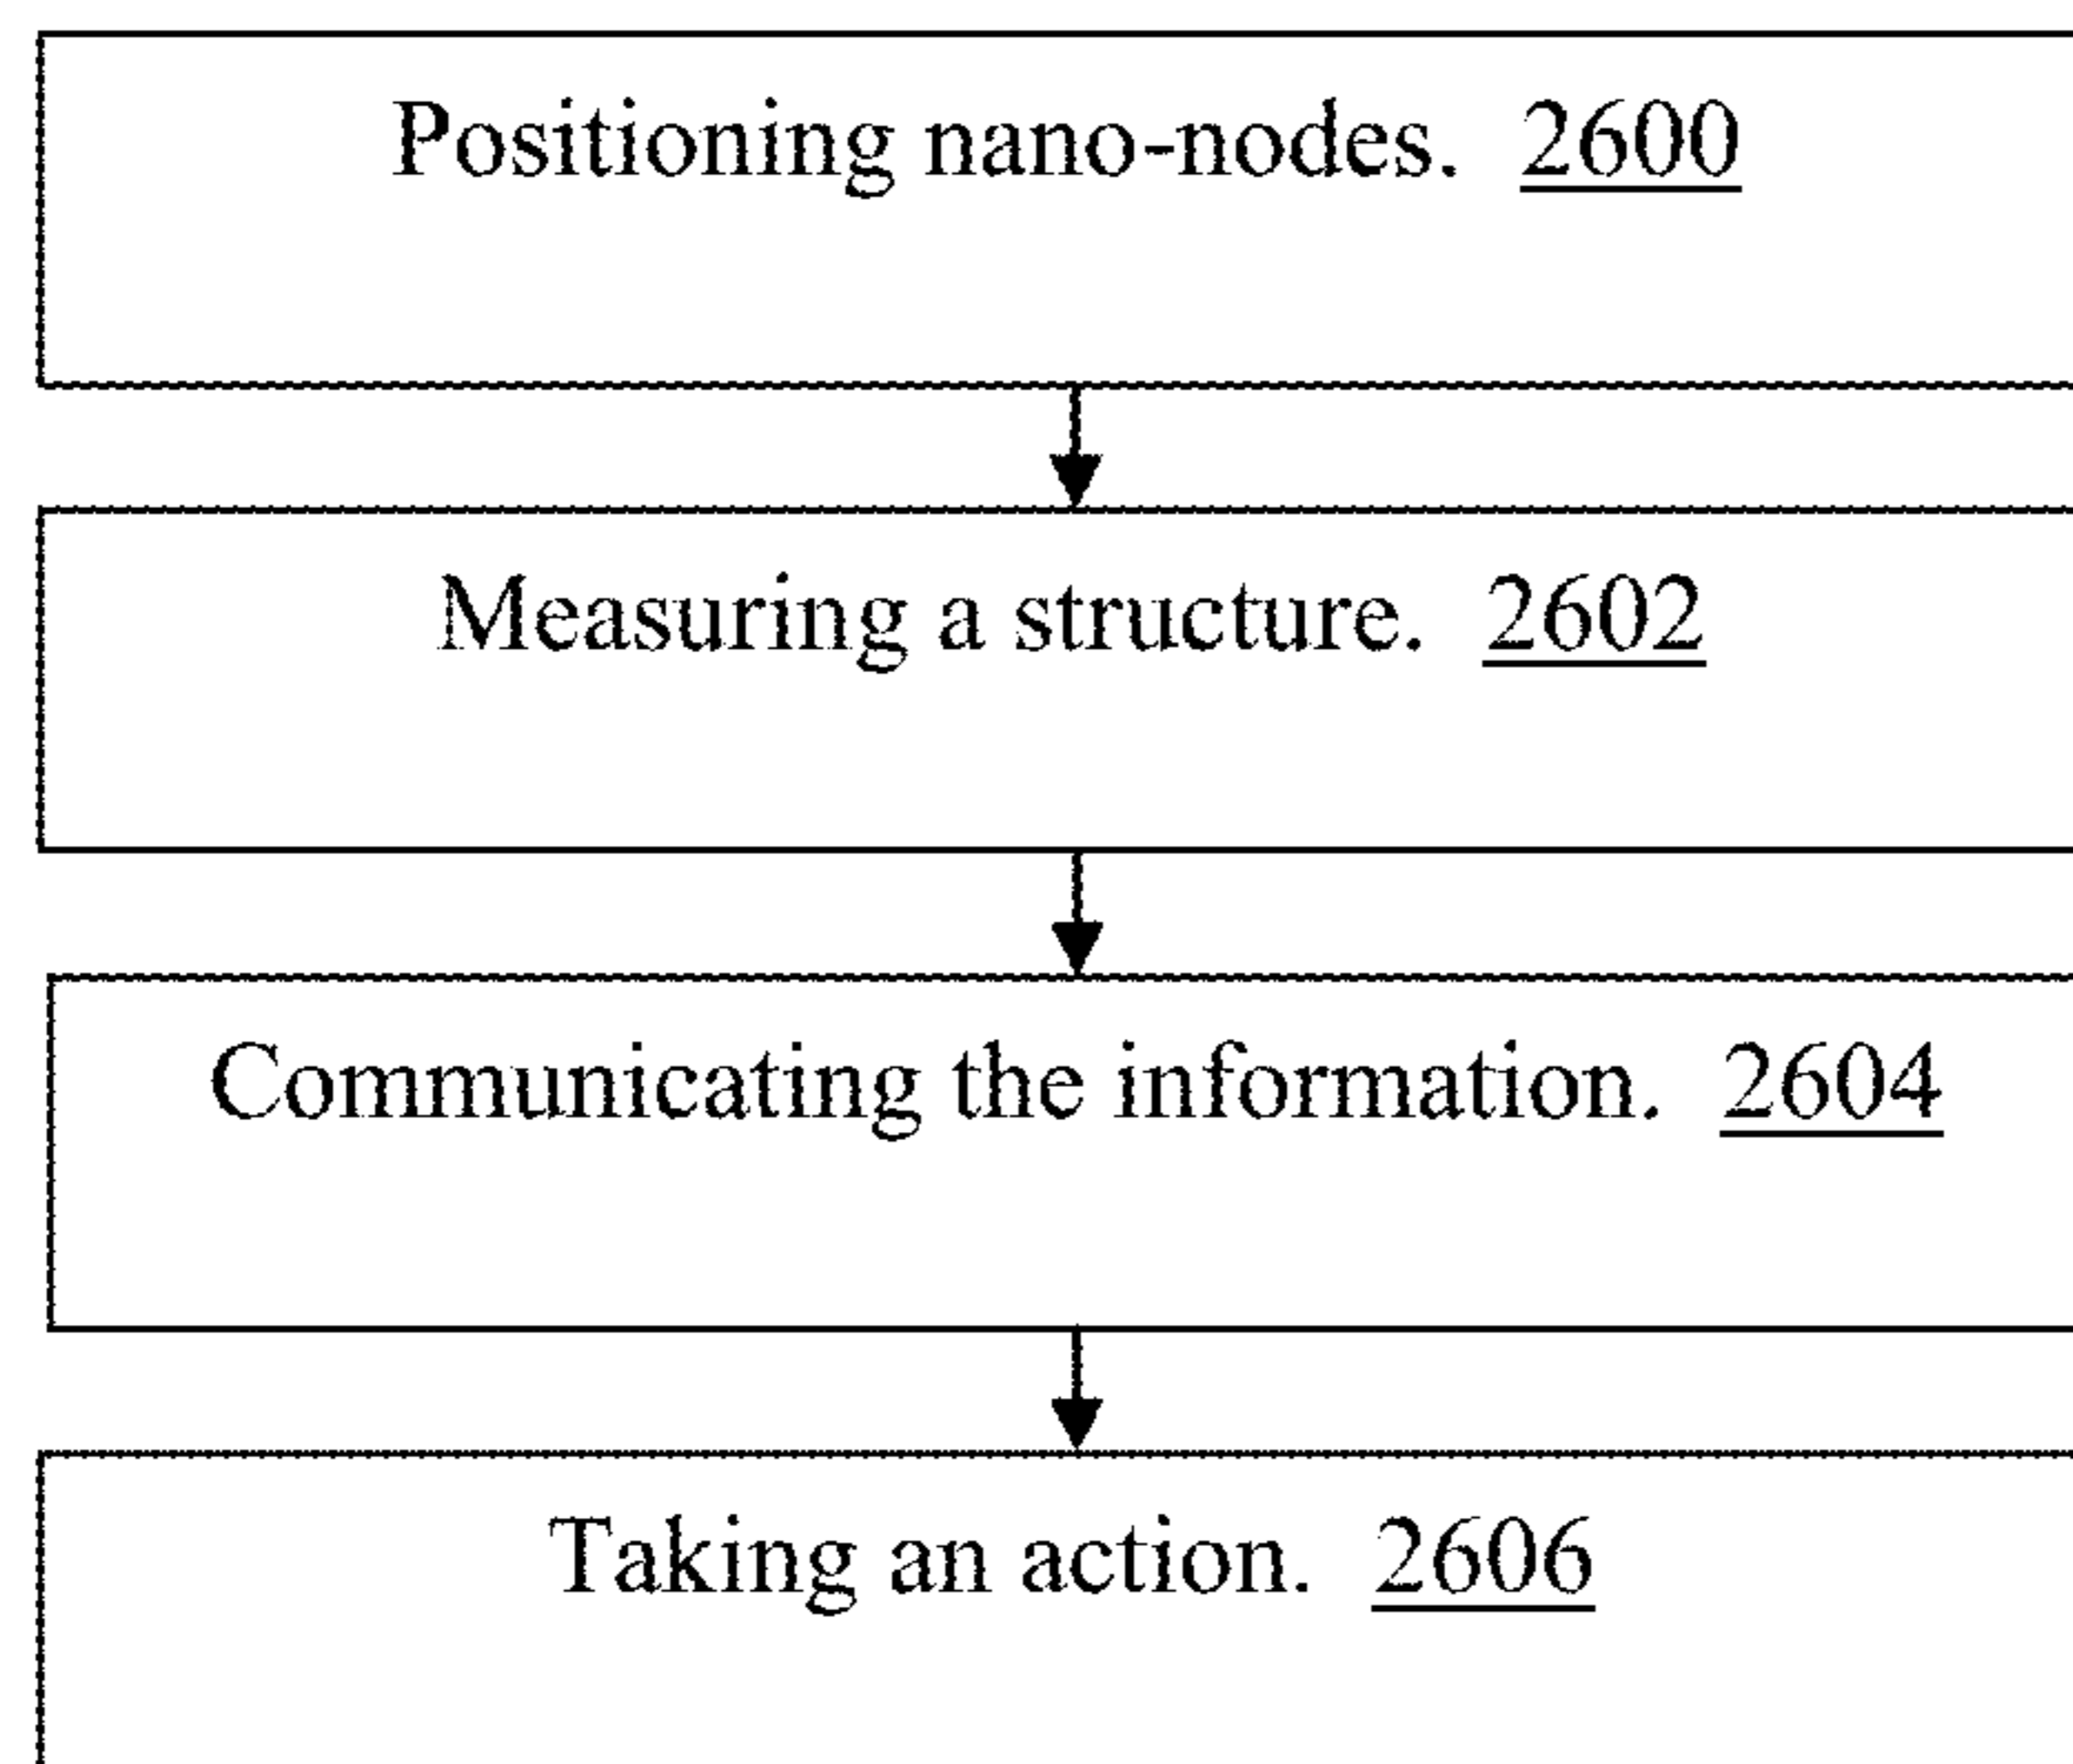 Positioning nano-nodes. 2600
Measuring a structure. 2602
Communicating the information. 2604
Taking an action. 2606